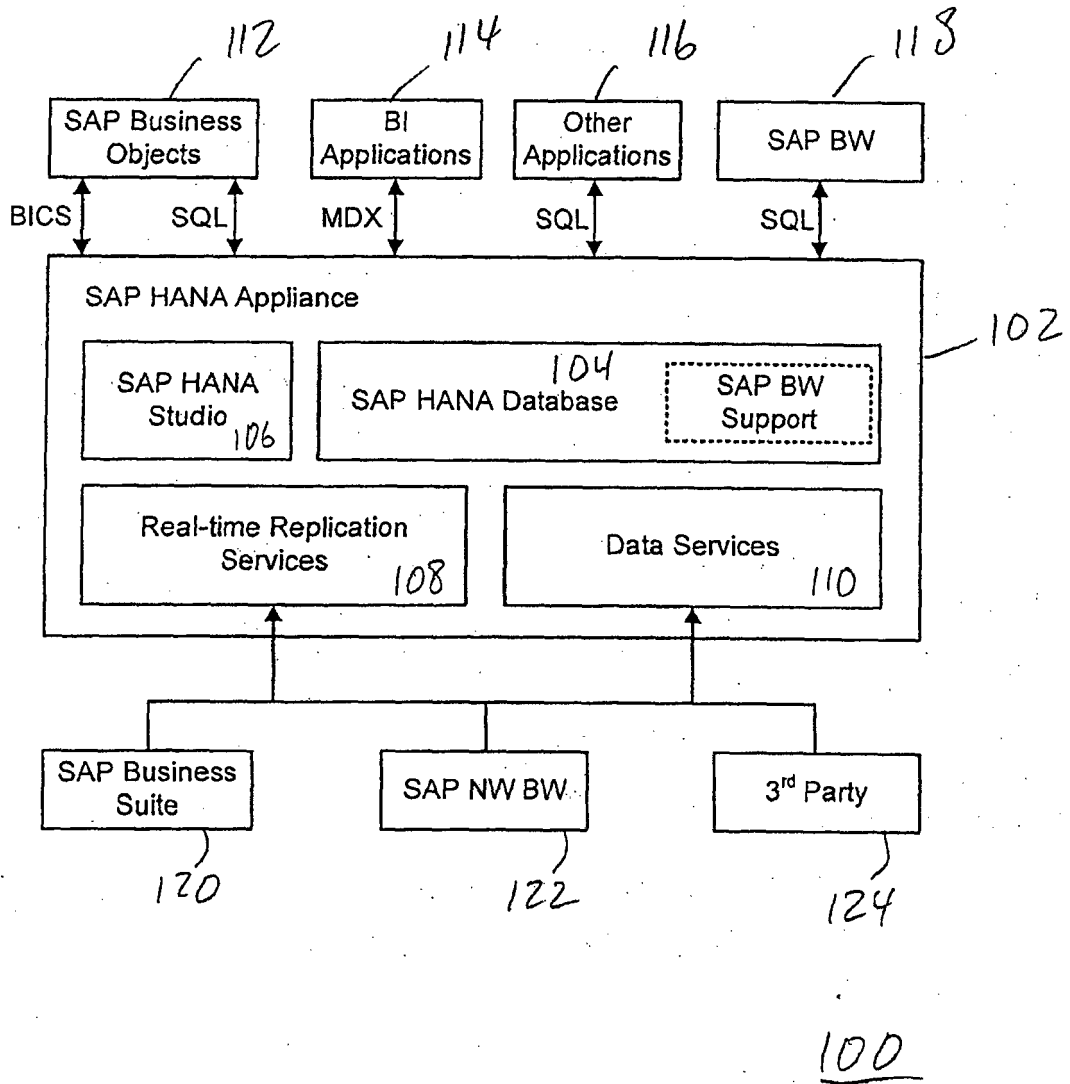 112 114 116 118
SAP Business
Objects
BI
Applications
Other
Applications
SAP BW
BICS SQL MDX SQL SQL
SAP HANA Appliance
102
SAP HANA
Studio
106
104
SAP HANA Database
SAP BW
Support
Real-time Replication
Services
108
Data Services
110
SAP Business
Suite
SAP NW BW
3rd Party
120 122 124
100